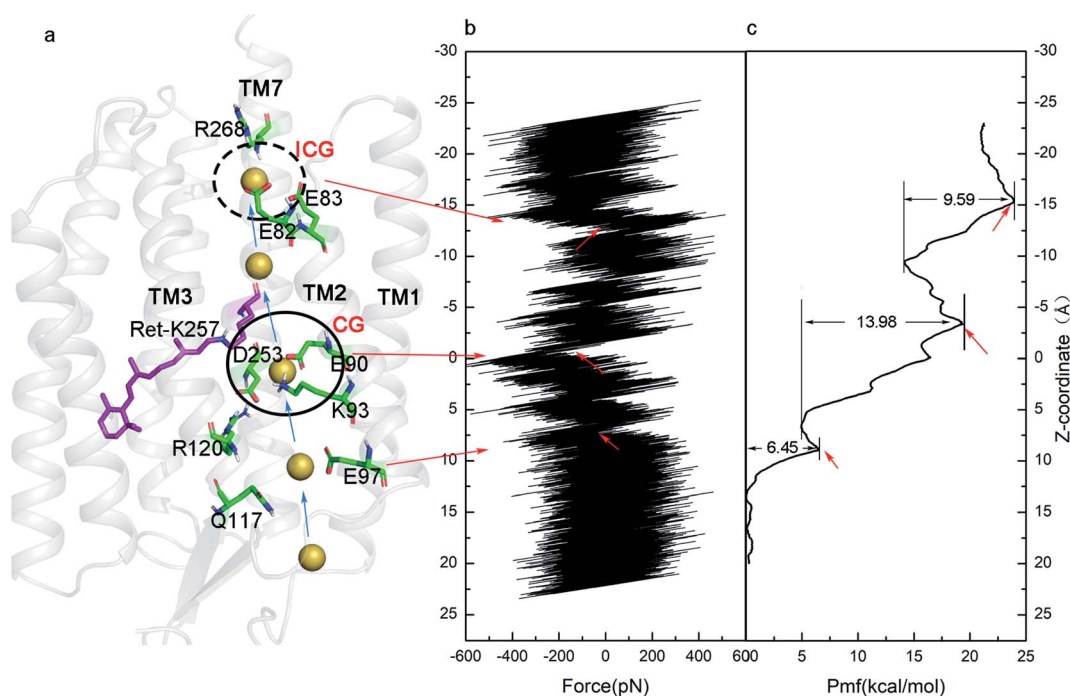 a
b
c
TM7
R268
ICG
E83
E82
TM3
TM2
TM1
Ret-K257
CG
D253
E90
K93
R120
E97
Q117
-30
-25
-20
-15
-10
-5
0
5
10
15
20
25
-600 -400 -200 0 200 400 600
Force(pN)
9.59
13.98
6.45
0 5 10 15 20 25
Pmf(kcal/mol)
-30
-25
-20
-15
-10
-5
0
5
10
15
20
25
Z-coordinate (Å)